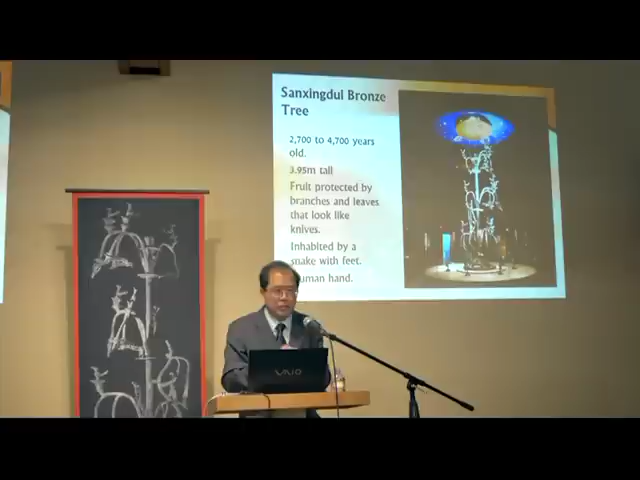 Sanxingdui Bronze
Tree
2,700 to 4,700 years
old.
3.95m tall
Fruit protected by
branches and leaves
that look like
knives.
Inhabited by a
snake with feet.
human hand.
VAIO